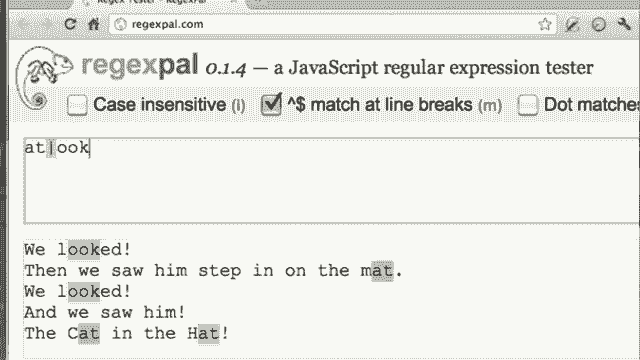 Regex Tester – RegexPal
regexpal.com
regexpal 0.1.4 — a JavaScript regular expression tester
Case insensitive (i) ^$ match at line breaks (m) Dot matches
at|ook
We looked!
Then we saw him step in on the mat.
We looked!
And we saw him!
The Cat in the Hat!